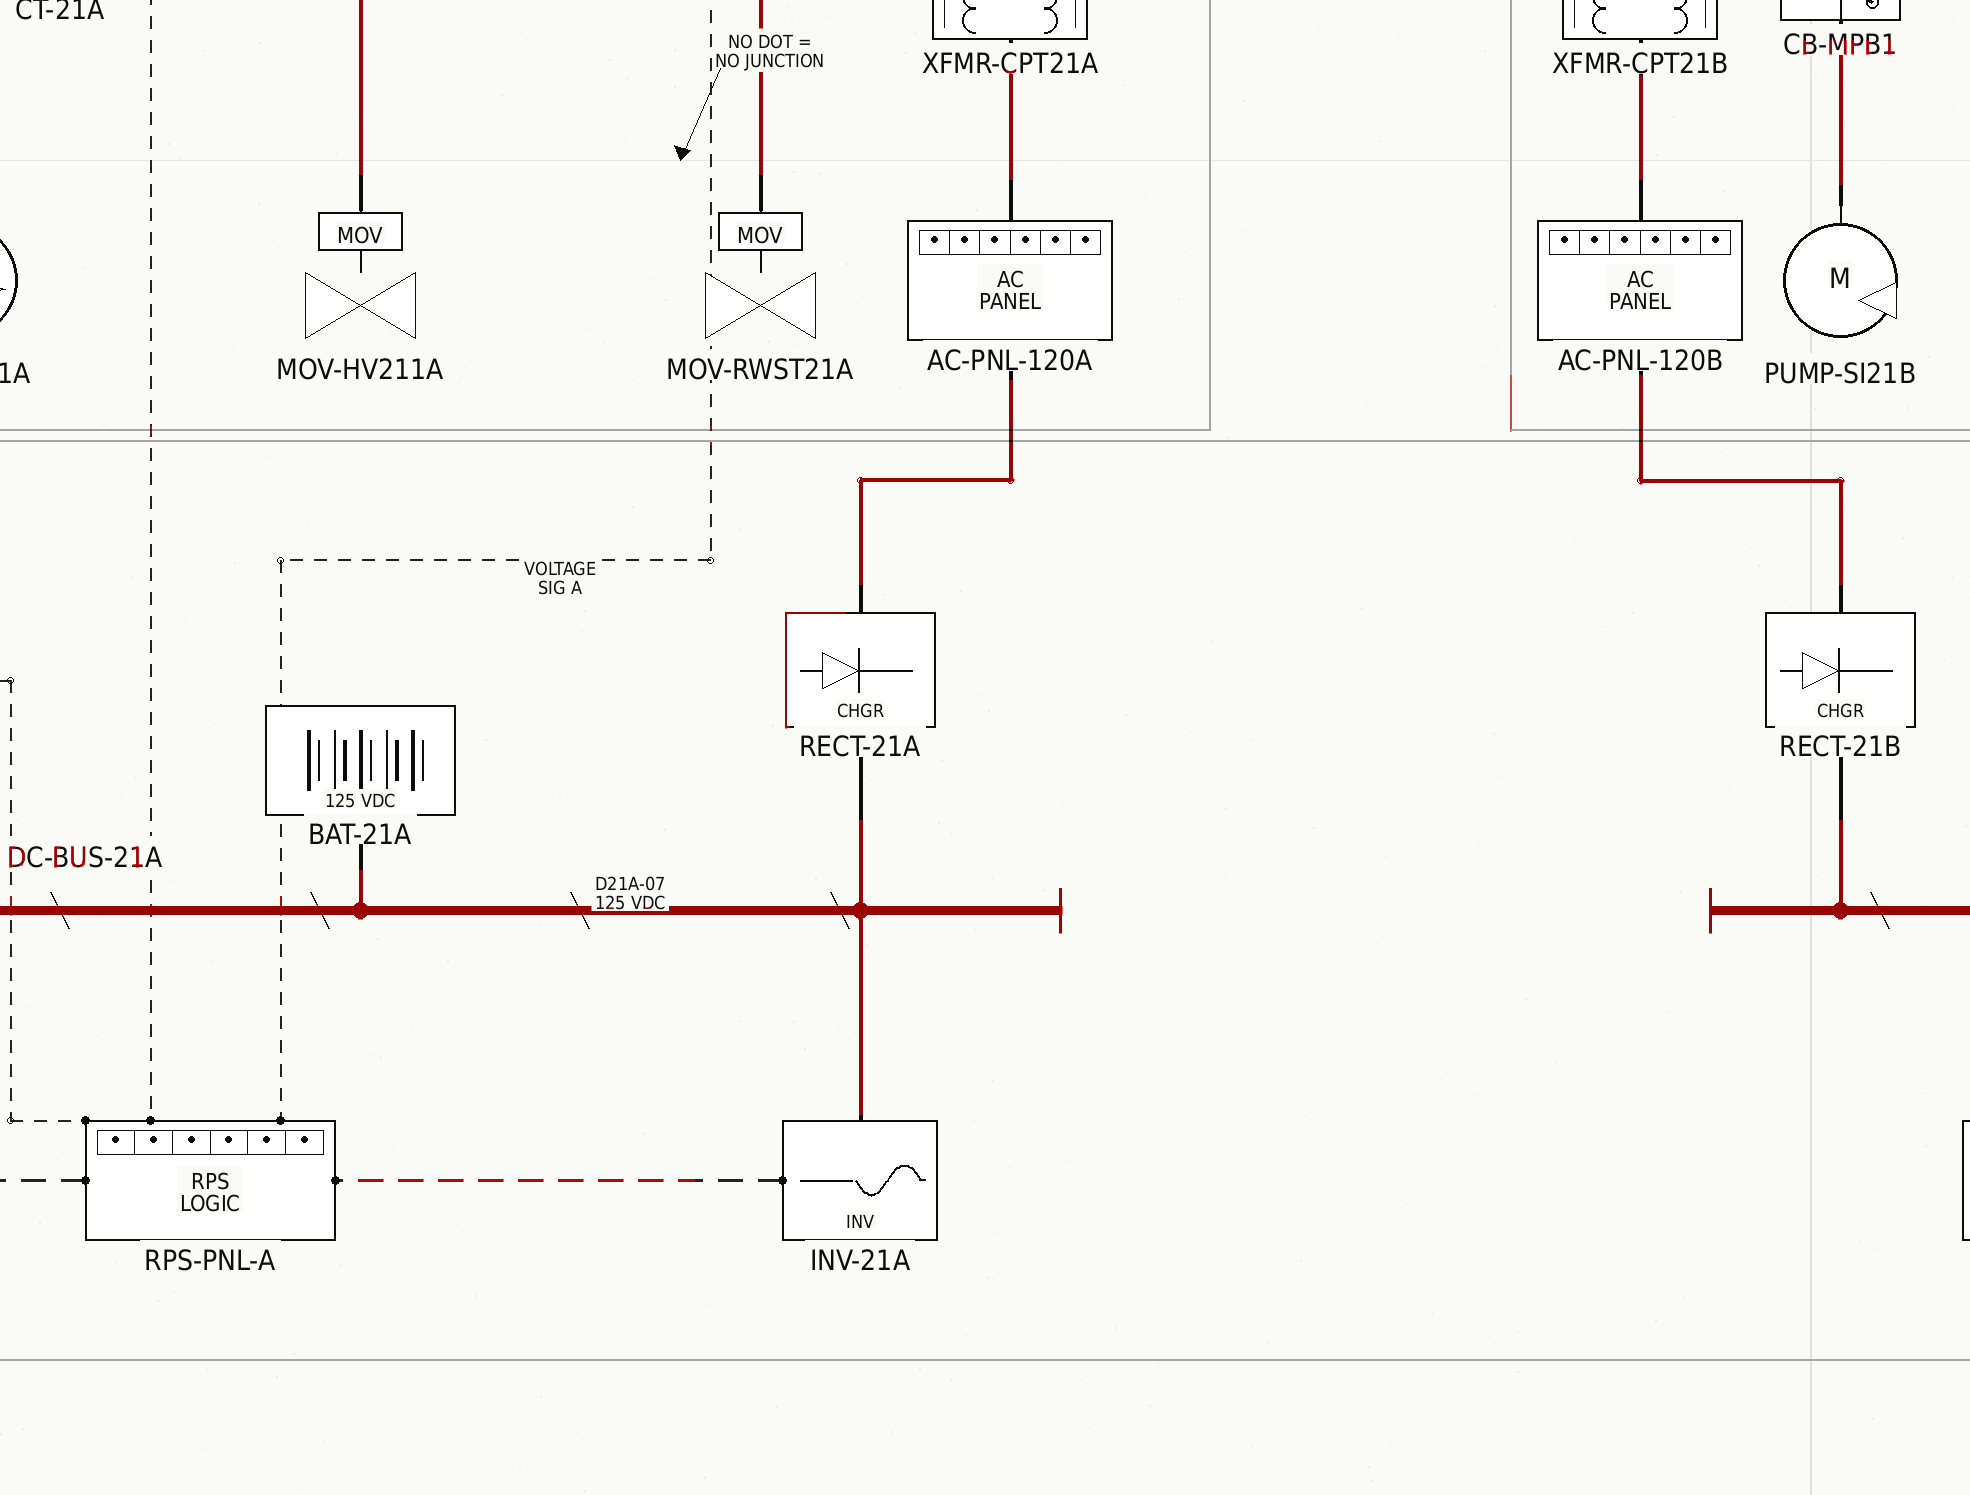 CT-21A
NO DOT =
NO JUNCTION
XFMR-CPT21A
XFMR-CPT21B
CB-MPB1
MOV
MOV
AC
PANEL
AC
PANEL
M
1A
MOV-HV211A
MOV-RWST21A
AC-PNL-120A
AC-PNL-120B
PUMP-SI21B
VOLTAGE
SIG A
CHGR
CHGR
RECT-21A
RECT-21B
125 VDC
BAT-21A
DC-BUS-21A
D21A-07
125 VDC
RPS
LOGIC
INV
RPS-PNL-A
INV-21A